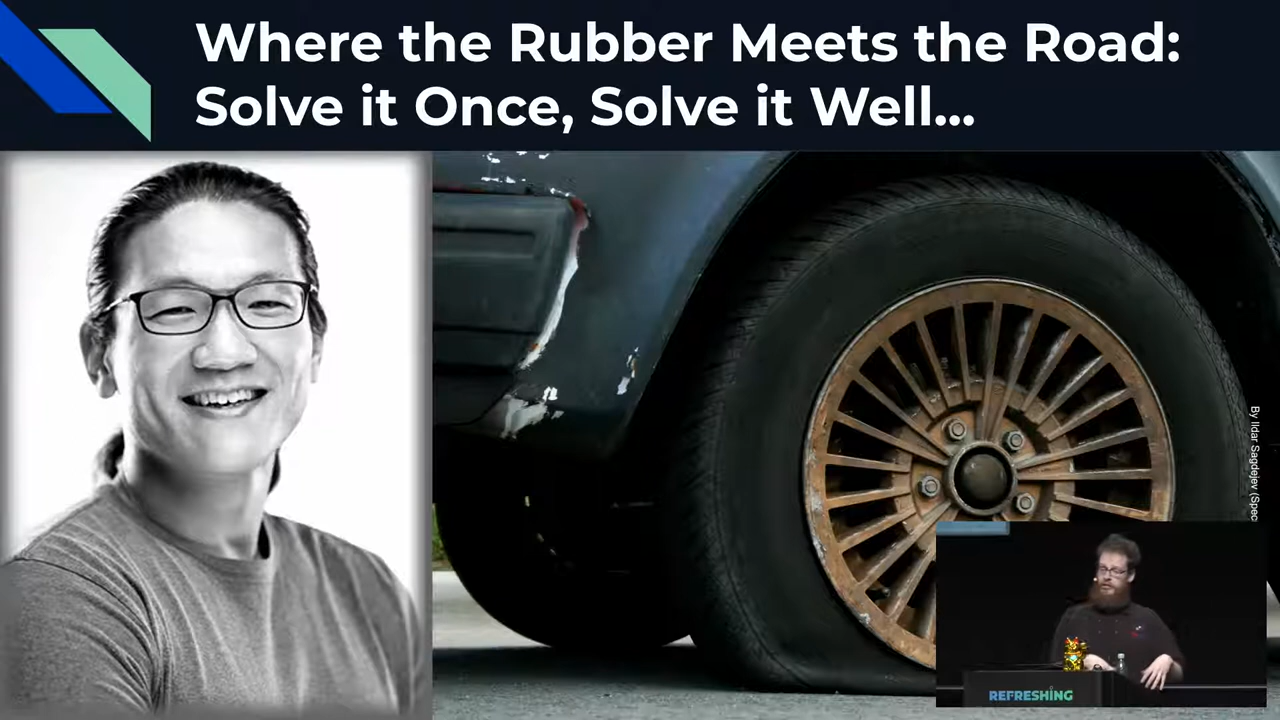 Where the Rubber Meets the Road:
Solve it Once, Solve it Well...
By Ildar Sagdejev (Spec
REFRESHING